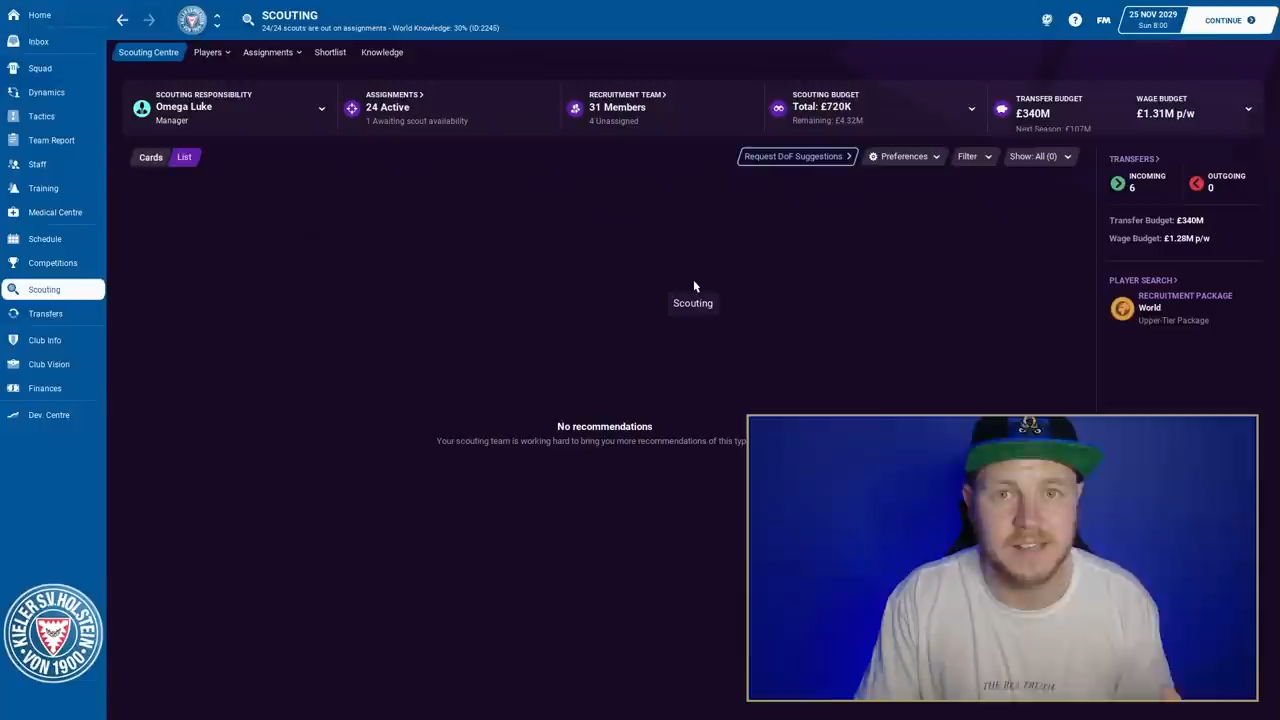 Home
SCOUTING
24/24 scouts are out on assignments - World Knowledge: 30% (ID:2245)
FM
25 NOV 2029
Sun 8:00
CONTINUE
Inbox
Squad
Dynamics
Tactics
Team Report
Staff
Training
Medical Centre
Schedule
Competitions
Scouting
Transfers
Club Info
Club Vision
Finances
Dev. Centre
Scouting Centre
Players
Assignments
Shortlist
Knowledge
SCOUTING RESPONSIBILITY
Omega Luke
Manager
ASSIGNMENTS
24 Active
1 Awaiting scout availability
RECRUITMENT TEAM
31 Members
4 Unassigned
SCOUTING BUDGET
Total: £720K
Remaining: £4.32M
TRANSFER BUDGET
£340M
Next Season: £107M
WAGE BUDGET
£1.31M p/w
Cards
List
Request DoF Suggestions
Preferences
Filter
Show: All (0)
Scouting
No recommendations
Your scouting team is working hard to bring you more recommendations of this typ
TRANSFERS
INCOMING
6
OUTGOING
0
Transfer Budget: £340M
Wage Budget: £1.28M p/w
PLAYER SEARCH
RECRUITMENT PACKAGE
World
Upper-Tier Package
KIELER S.V. HOLSTEIN
VON 1900